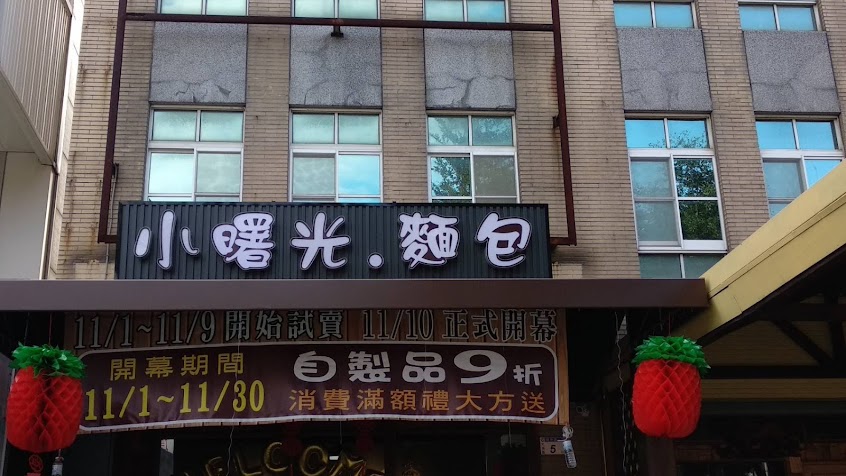 小曙光.麵包
11/1~11/9 開始試賣 11/10 正式開幕
開幕期間 自製品9折
11/1~11/30 消費滿額禮大方送
5